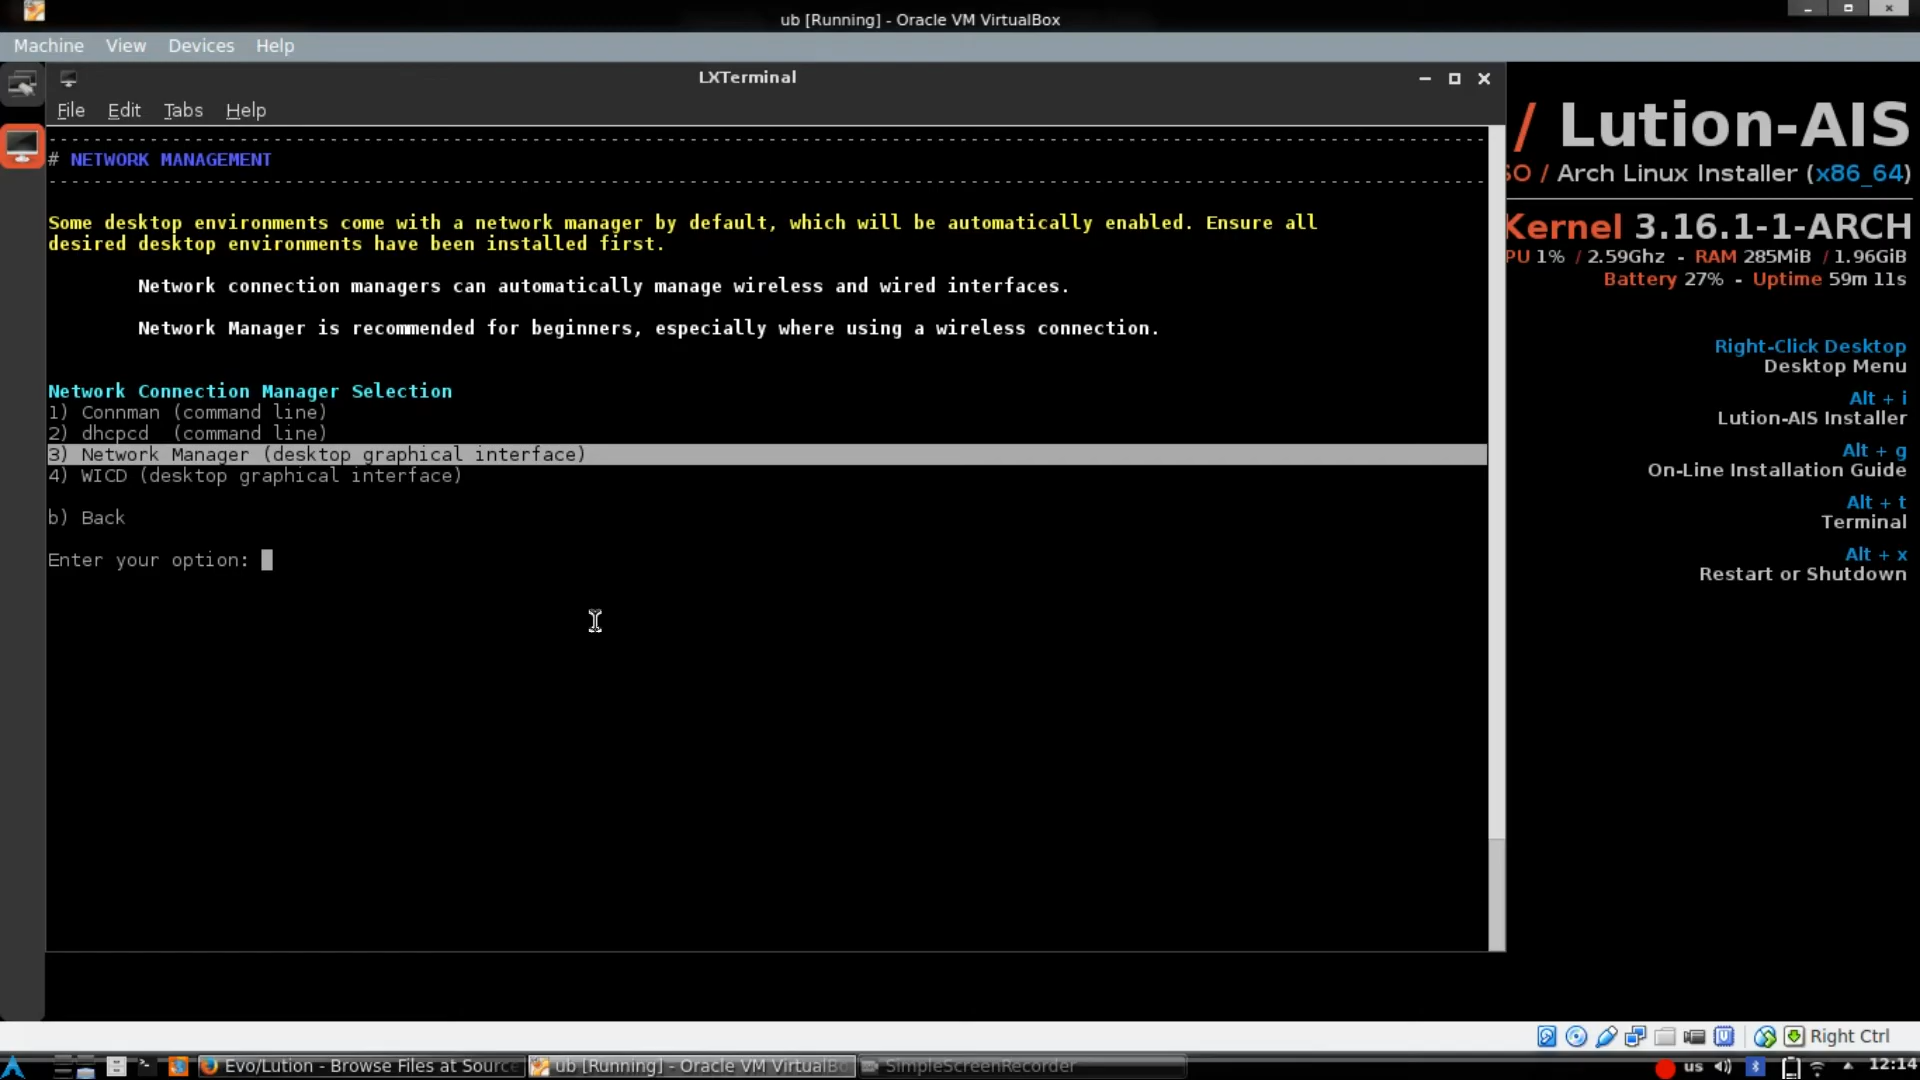 ub [Running] - Oracle VM VirtualBox
Machine View Devices Help
LXTerminal
File Edit Tabs Help
# NETWORK MANAGEMENT
Some desktop environments come with a network manager by default, which will be automatically enabled. Ensure all
desired desktop environments have been installed first.
Network connection managers can automatically manage wireless and wired interfaces.
Network Manager is recommended for beginners, especially where using a wireless connection.
Network Connection Manager Selection
1) Connman (command line)
2) dhcpcd  (command line)
3) Network Manager (desktop graphical interface)
4) WICD (desktop graphical interface)
b) Back
Enter your option:
/ Lution-AIS
SO / Arch Linux Installer (x86_64)
Kernel 3.16.1-1-ARCH
PU 1% / 2.59Ghz - RAM 285MiB / 1.96GiB
Battery 27% - Uptime 59m 11s
Right-Click Desktop
Desktop Menu
Alt + i
Lution-AIS Installer
Alt + g
On-Line Installation Guide
Alt + t
Terminal
Alt + x
Restart or Shutdown
Right Ctrl
Evo/Lution - Browse Files at Source
ub [Running] - Oracle VM VirtualBo
SimpleScreenRecorder
us
12:14